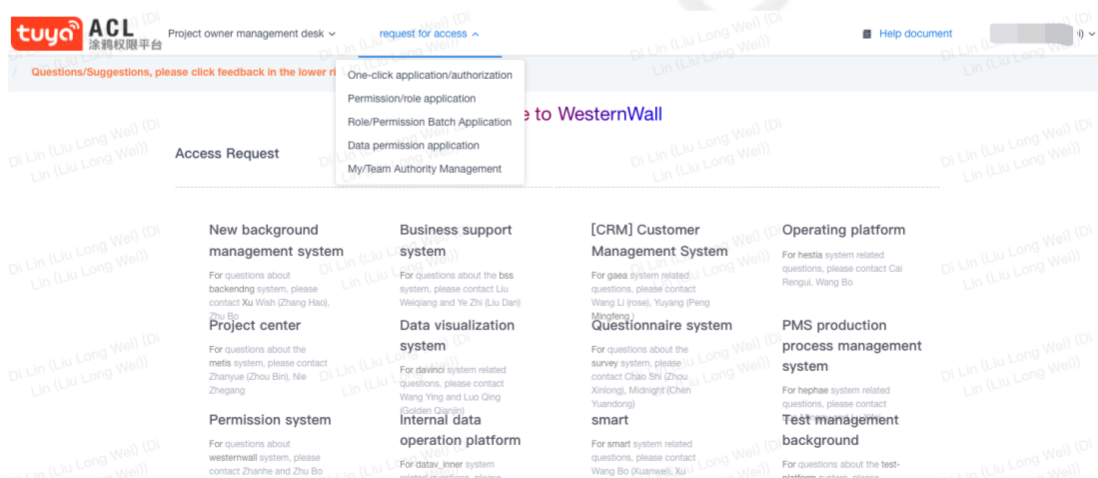 tuya ACL
涂鸦权限平台
Project owner management desk
request for access
Help document
Questions/Suggestions, please click feedback in the lower ri
One-click application/authorization
Permission/role application
Role/Permission Batch Application
Data permission application
My/Team Authority Management
e to WesternWall
Access Request
New background
management system
For questions about
backendng system, please
contact Xu Wish (Zhang Hao),
Zhu Bo
Business support
system
For questions about the bss
system, please contact Liu
Weiqiang and Ye Zhi (Liu Dan)
[CRM] Customer
Management System
For gaea system related
questions, please contact
Wang Li (rose), Yuyang (Peng
Mingfeng )
Operating platform
For hestia system related
questions, please contact Cai
Rengui, Wang Bo
Project center
For questions about the
metis system, please contact
Zhanyue (Zhou Bin), Nie
Zhegang
Data visualization
system
For davinci system related
questions, please contact
Wang Ying and Luo Qing
(Golden Qianjin)
Questionnaire system
For questions about the
survey system, please
contact Chao Shi (Zhou
Xinlong), Midnight (Chen
Yuandong)
PMS production
process management
system
For hephae system related
questions, please contact
Permission system
For questions about
westernwall system, please
contact Zhanhe and Zhu Bo
Internal data
operation platform
For datav_inner system
related questions, please
smart
For smart system related
questions, please contact
Wang Bo (Xuanwei), Xu
Test management
background
For questions about the test-
platform system, please
Di Lin (Liu Long Wei) (Di
Lin (Liu Long Wei))